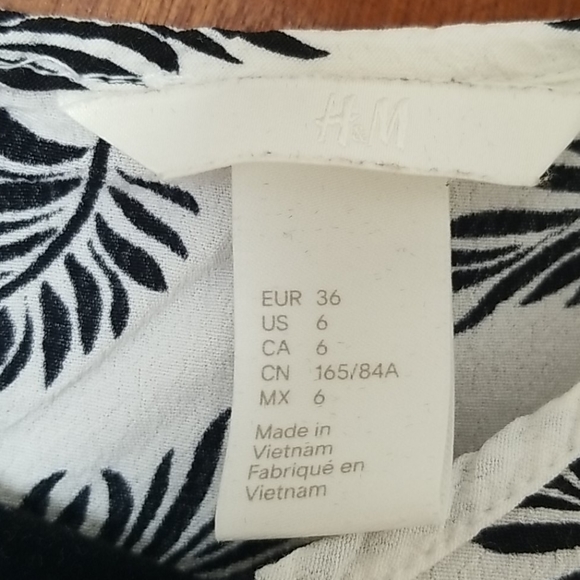 H&M
EUR 36
US 6
CA 6
CN 165/84A
MX 6
Made in
Vietnam
Fabriqué en
Vietnam